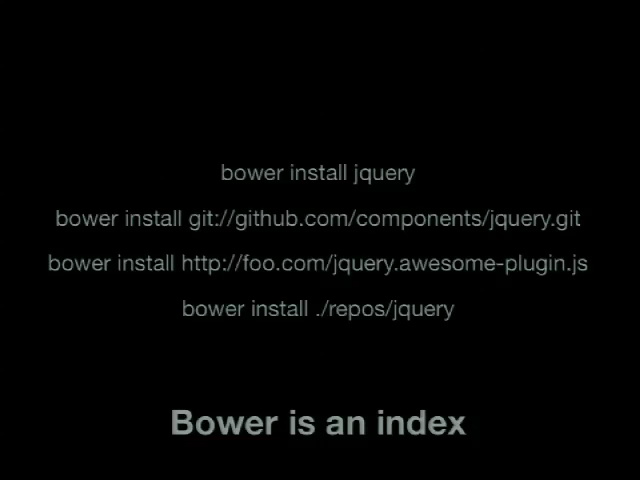 bower install jquery
bower install git://github.com/components/jquery.git
bower install http://foo.com/jquery.awesome-plugin.js
bower install ./repos/jquery
Bower is an index